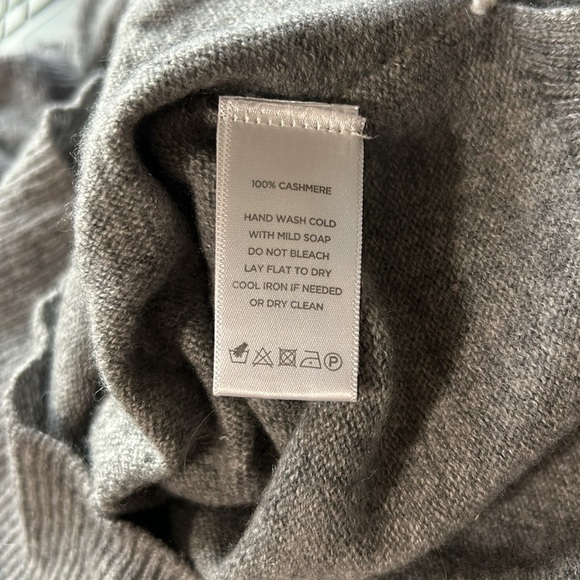 100% CASHMERE
HAND WASH COLD
WITH MILD SOAP
DO NOT BLEACH
LAY FLAT TO DRY
COOL IRON IF NEEDED
OR DRY CLEAN
P